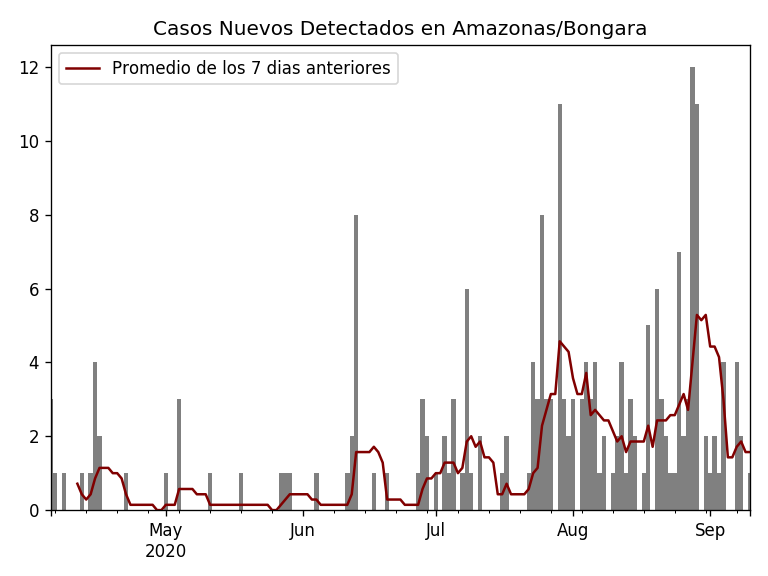 Casos Nuevos Detectados en Amazonas/Bongara
Promedio de los 7 dias anteriores
12
10
8
6
4
2
0
May
2020
Jun
Jul
Aug
Sep